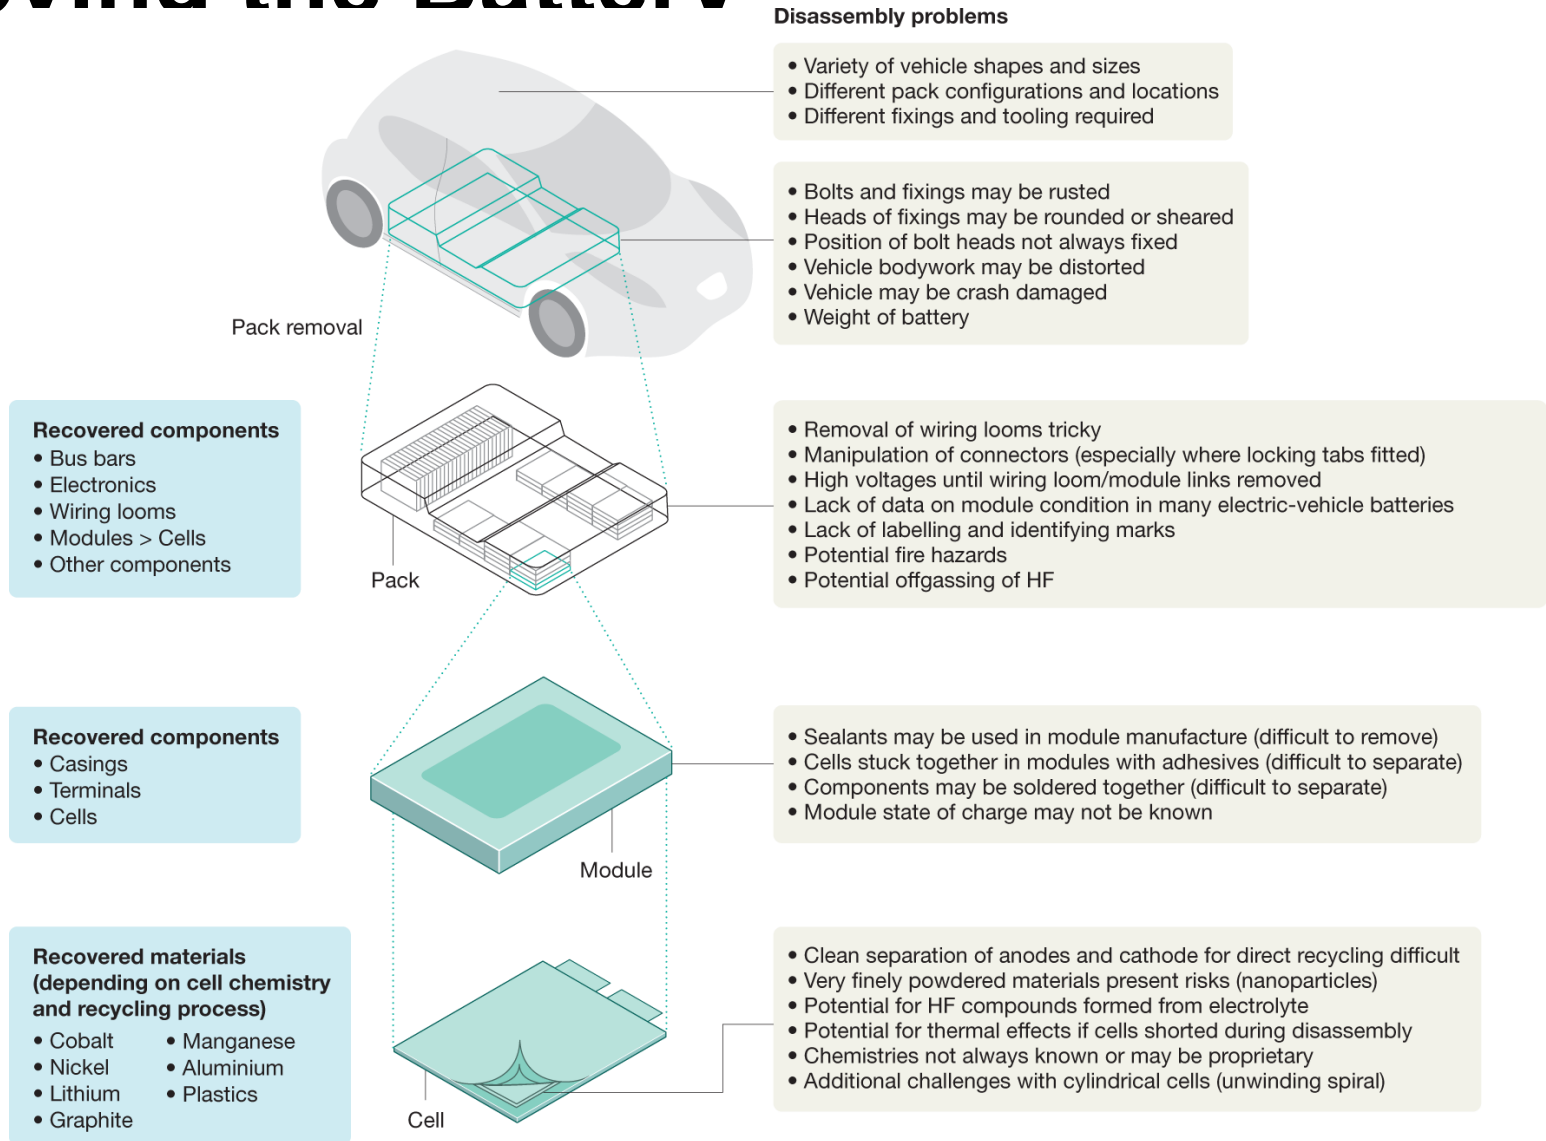 the Battery
Disassembly problems
• Variety of vehicle shapes and sizes
• Different pack configurations and locations
• Different fixings and tooling required
• Bolts and fixings may be rusted
• Heads of fixings may be rounded or sheared
• Position of bolt heads not always fixed
• Vehicle bodywork may be distorted
• Vehicle may be crash damaged
• Weight of battery
Pack removal
Recovered components
• Bus bars
• Electronics
• Wiring looms
• Modules > Cells
• Other components
Pack
• Removal of wiring looms tricky
• Manipulation of connectors (especially where locking tabs fitted)
• High voltages until wiring loom/module links removed
• Lack of data on module condition in many electric-vehicle batteries
• Lack of labelling and identifying marks
• Potential fire hazards
• Potential offgassing of HF
Recovered components
• Casings
• Terminals
• Cells
Module
• Sealants may be used in module manufacture (difficult to remove)
• Cells stuck together in modules with adhesives (difficult to separate)
• Components may be soldered together (difficult to separate)
• Module state of charge may not be known
Recovered materials
(depending on cell chemistry
and recycling process)
• Cobalt
• Nickel
• Lithium
• Graphite
• Manganese
• Aluminium
• Plastics
Cell
• Clean separation of anodes and cathode for direct recycling difficult
• Very finely powdered materials present risks (nanoparticles)
• Potential for HF compounds formed from electrolyte
• Potential for thermal effects if cells shorted during disassembly
• Chemistries not always known or may be proprietary
• Additional challenges with cylindrical cells (unwinding spiral)